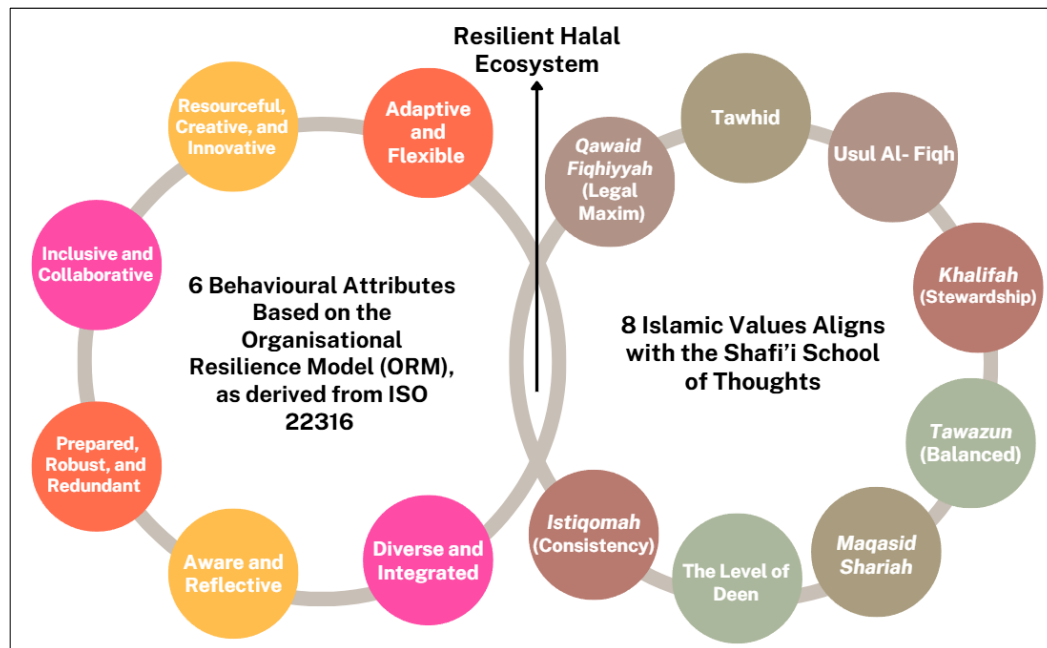 Resilient Halal
Ecosystem
Resourceful,
Creative, and
Innovative
Adaptive
and
Flexible
Inclusive and
Collaborative
6 Behavioural Attributes
Based on the
Organisational
Resilience Model (ORM),
as derived from ISO
22316
Prepared,
Robust, and
Redundant
Aware and
Reflective
Diverse and
Integrated
Qawaid
Fiqhiyyah
(Legal
Maxim)
Tawhid
Usul Al- Fiqh
Khalifah
(Stewardship)
8 Islamic Values Aligns
with the Shafi’i School
of Thoughts
Tawazun
(Balanced)
Maqasid
Shariah
The Level of
Deen
Istiqomah
(Consistency)